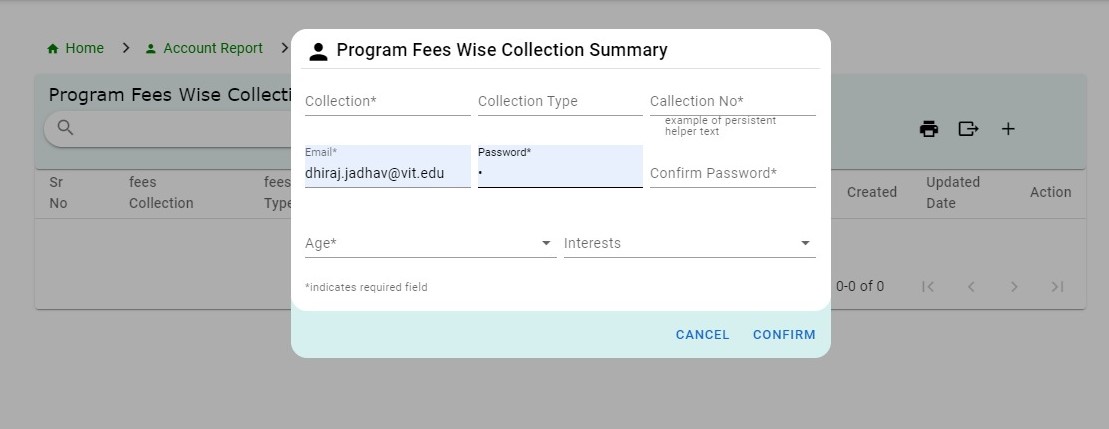 Home > Account Report >
Program Fees Wise Collection Summary
Program Fees Wise Collecti
Collection*
Collection Type
Callection No*
example of persistent
helper text
Email*
Password*
dhiraj.jadhav@vit.edu
•
Confirm Password*
Sr
No
fees
Collection
fees
Type
Created
Updated
Date
Action
Age*
Interests
*indicates required field
0-0 of 0
CANCEL
CONFIRM